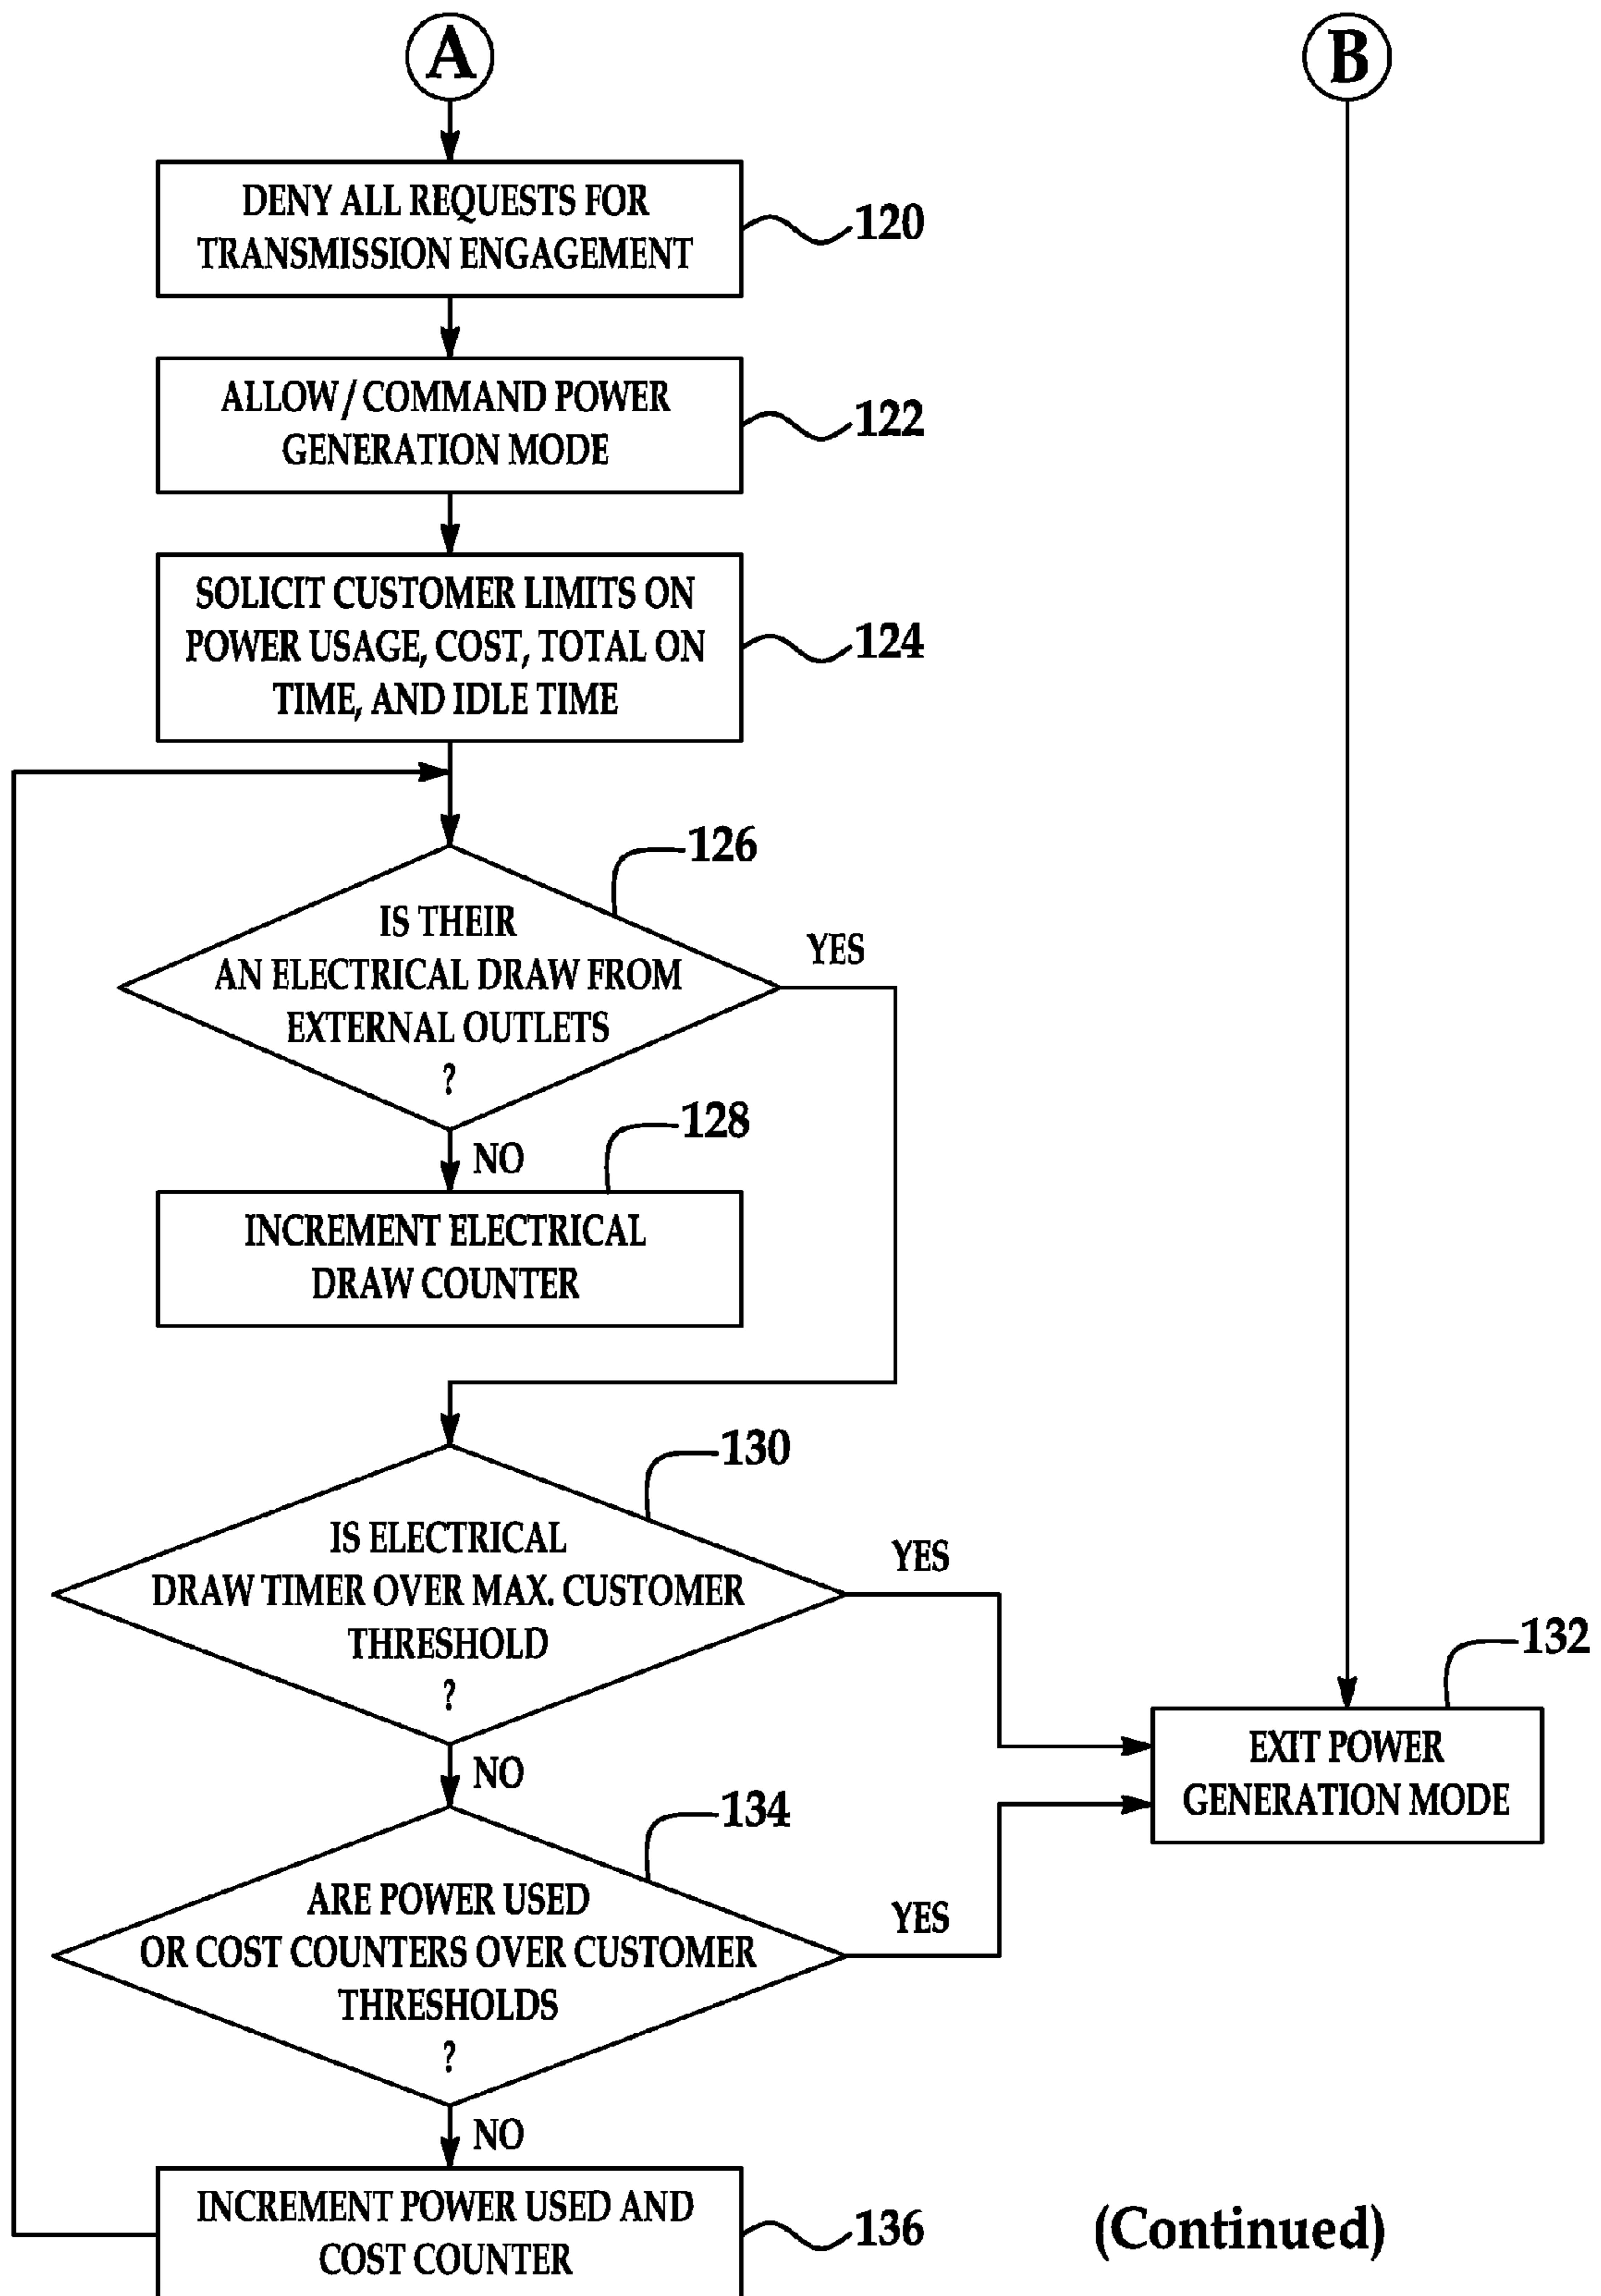 A
B
DENY ALL REQUESTS FOR
TRANSMISSION ENGAGEMENT
120
ALLOW/COMMAND POWER
GENERATION MODE
122
SOLICIT CUSTOMER LIMITS ON
POWER USAGE, COST, TOTAL ON
TIME, AND IDLE TIME
124
126
IS THEIR
AN ELECTRICAL DRAW FROM
EXTERNAL OUTLETS
?
YES
NO
128
INCREMENT ELECTRICAL
DRAW COUNTER
130
IS ELECTRICAL
DRAW TIMER OVER MAX. CUSTOMER
THRESHOLD
?
YES
NO
132
EXIT POWER
GENERATION MODE
134
ARE POWER USED
OR COST COUNTERS OVER CUSTOMER
THRESHOLDS
?
YES
NO
INCREMENT POWER USED AND
COST COUNTER
136
(Continued)